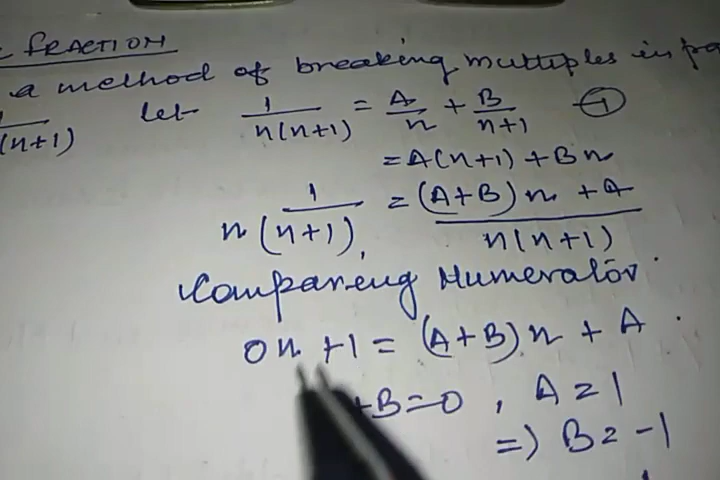 FRACTION
a method of breaking multiples in
(n+1) let 1/n(n+1) = A/n + B/n+1 — ①
= A(n+1) + Bn
1/n(n+1), = (A+B)n + A/n(n+1)
Compareng Numerator.
0n +1 = (A+B)n + A .
+B=0 , A=1
=) B=-1